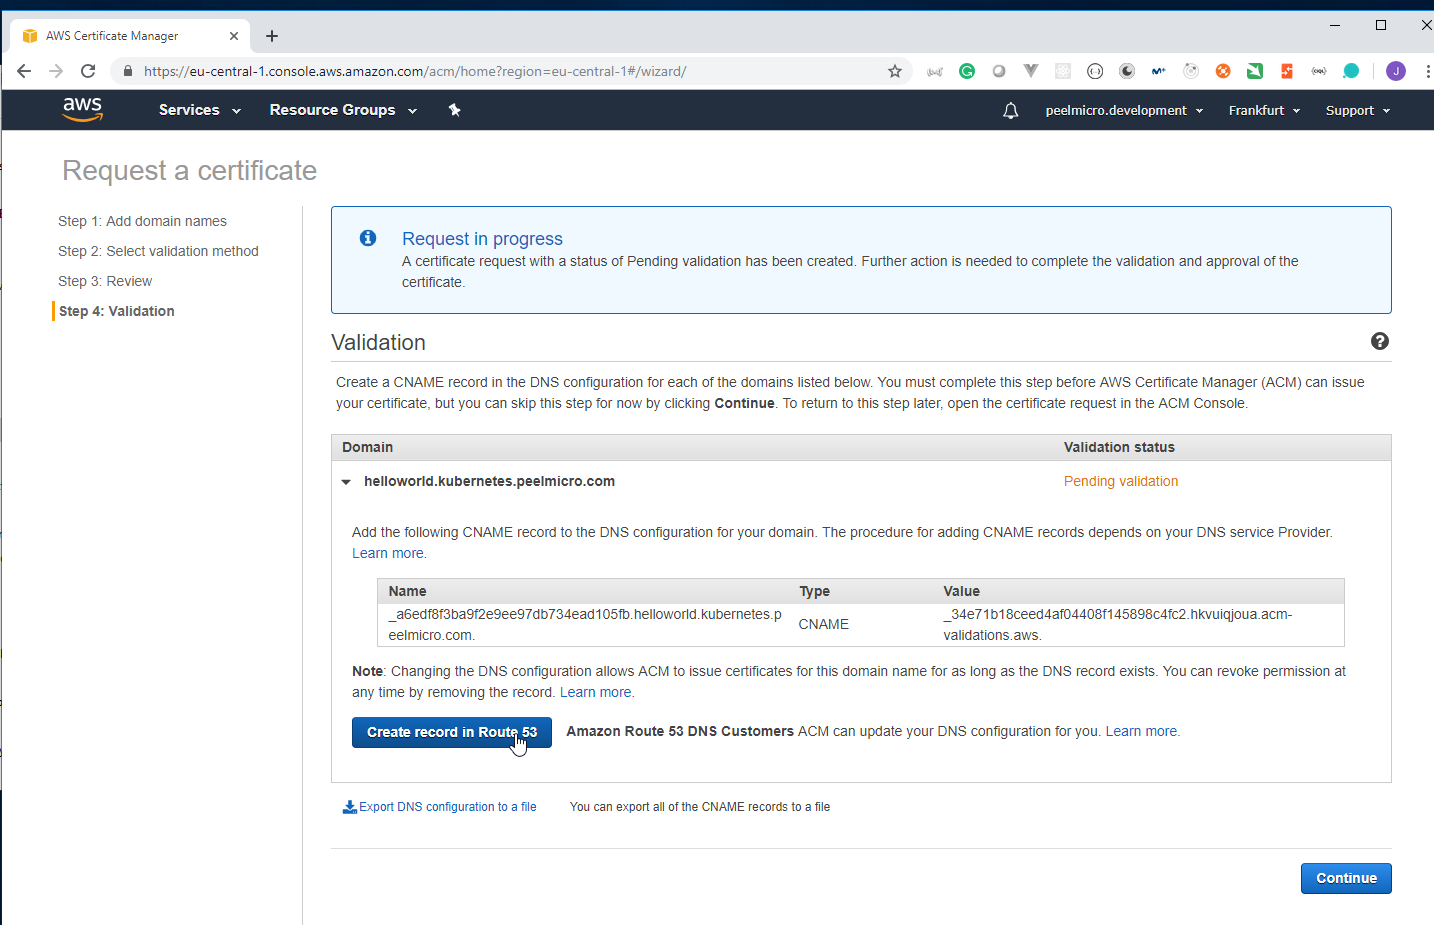 AWS Certificate Manager
https://eu-central-1.console.aws.amazon.com/acm/home?region=eu-central-1#/wizard/
J
aws
Services
Resource Groups
peelmicro.development
Frankfurt
Support
Request a certificate
Step 1: Add domain names
Step 2: Select validation method
Step 3: Review
Step 4: Validation
Request in progress
A certificate request with a status of Pending validation has been created. Further action is needed to complete the validation and approval of the
certificate.
Validation
Create a CNAME record in the DNS configuration for each of the domains listed below. You must complete this step before AWS Certificate Manager (ACM) can issue
your certificate, but you can skip this step for now by clicking Continue. To return to this step later, open the certificate request in the ACM Console.
Domain
Validation status
helloworld.kubernetes.peelmicro.com
Pending validation
Add the following CNAME record to the DNS configuration for your domain. The procedure for adding CNAME records depends on your DNS service Provider.
Learn more.
Name
Type
Value
_a6edf8f3ba9f2e9ee97db734ead105fb.helloworld.kubernetes.p
eelmicro.com.
CNAME
_34e71b18ceed4af04408f145898c4fc2.hkvuiqjoua.acm-
validations.aws.
Note: Changing the DNS configuration allows ACM to issue certificates for this domain name for as long as the DNS record exists. You can revoke permission at
any time by removing the record. Learn more.
Create record in Route 53
Amazon Route 53 DNS Customers ACM can update your DNS configuration for you. Learn more.
Export DNS configuration to a file
You can export all of the CNAME records to a file
Continue